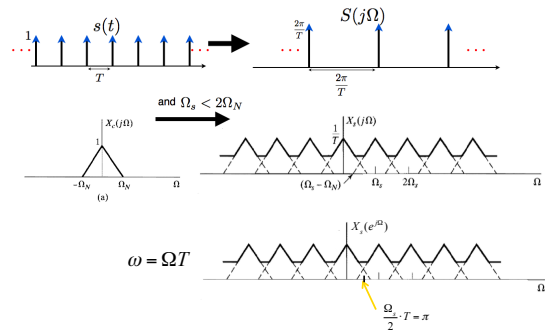 s(t)
S(jΩ)
1
2π/T
T
2π/T
and Ω_s < 2Ω_N
X_c(jΩ)
1
−Ω_N Ω_N Ω
(a)
X_s(jΩ)
1/T
(Ω_s − Ω_N) Ω_s 2Ω_s Ω
ω = ΩT
X_s(e^{jΩ})
Ω
Ω_s/2 · T = π